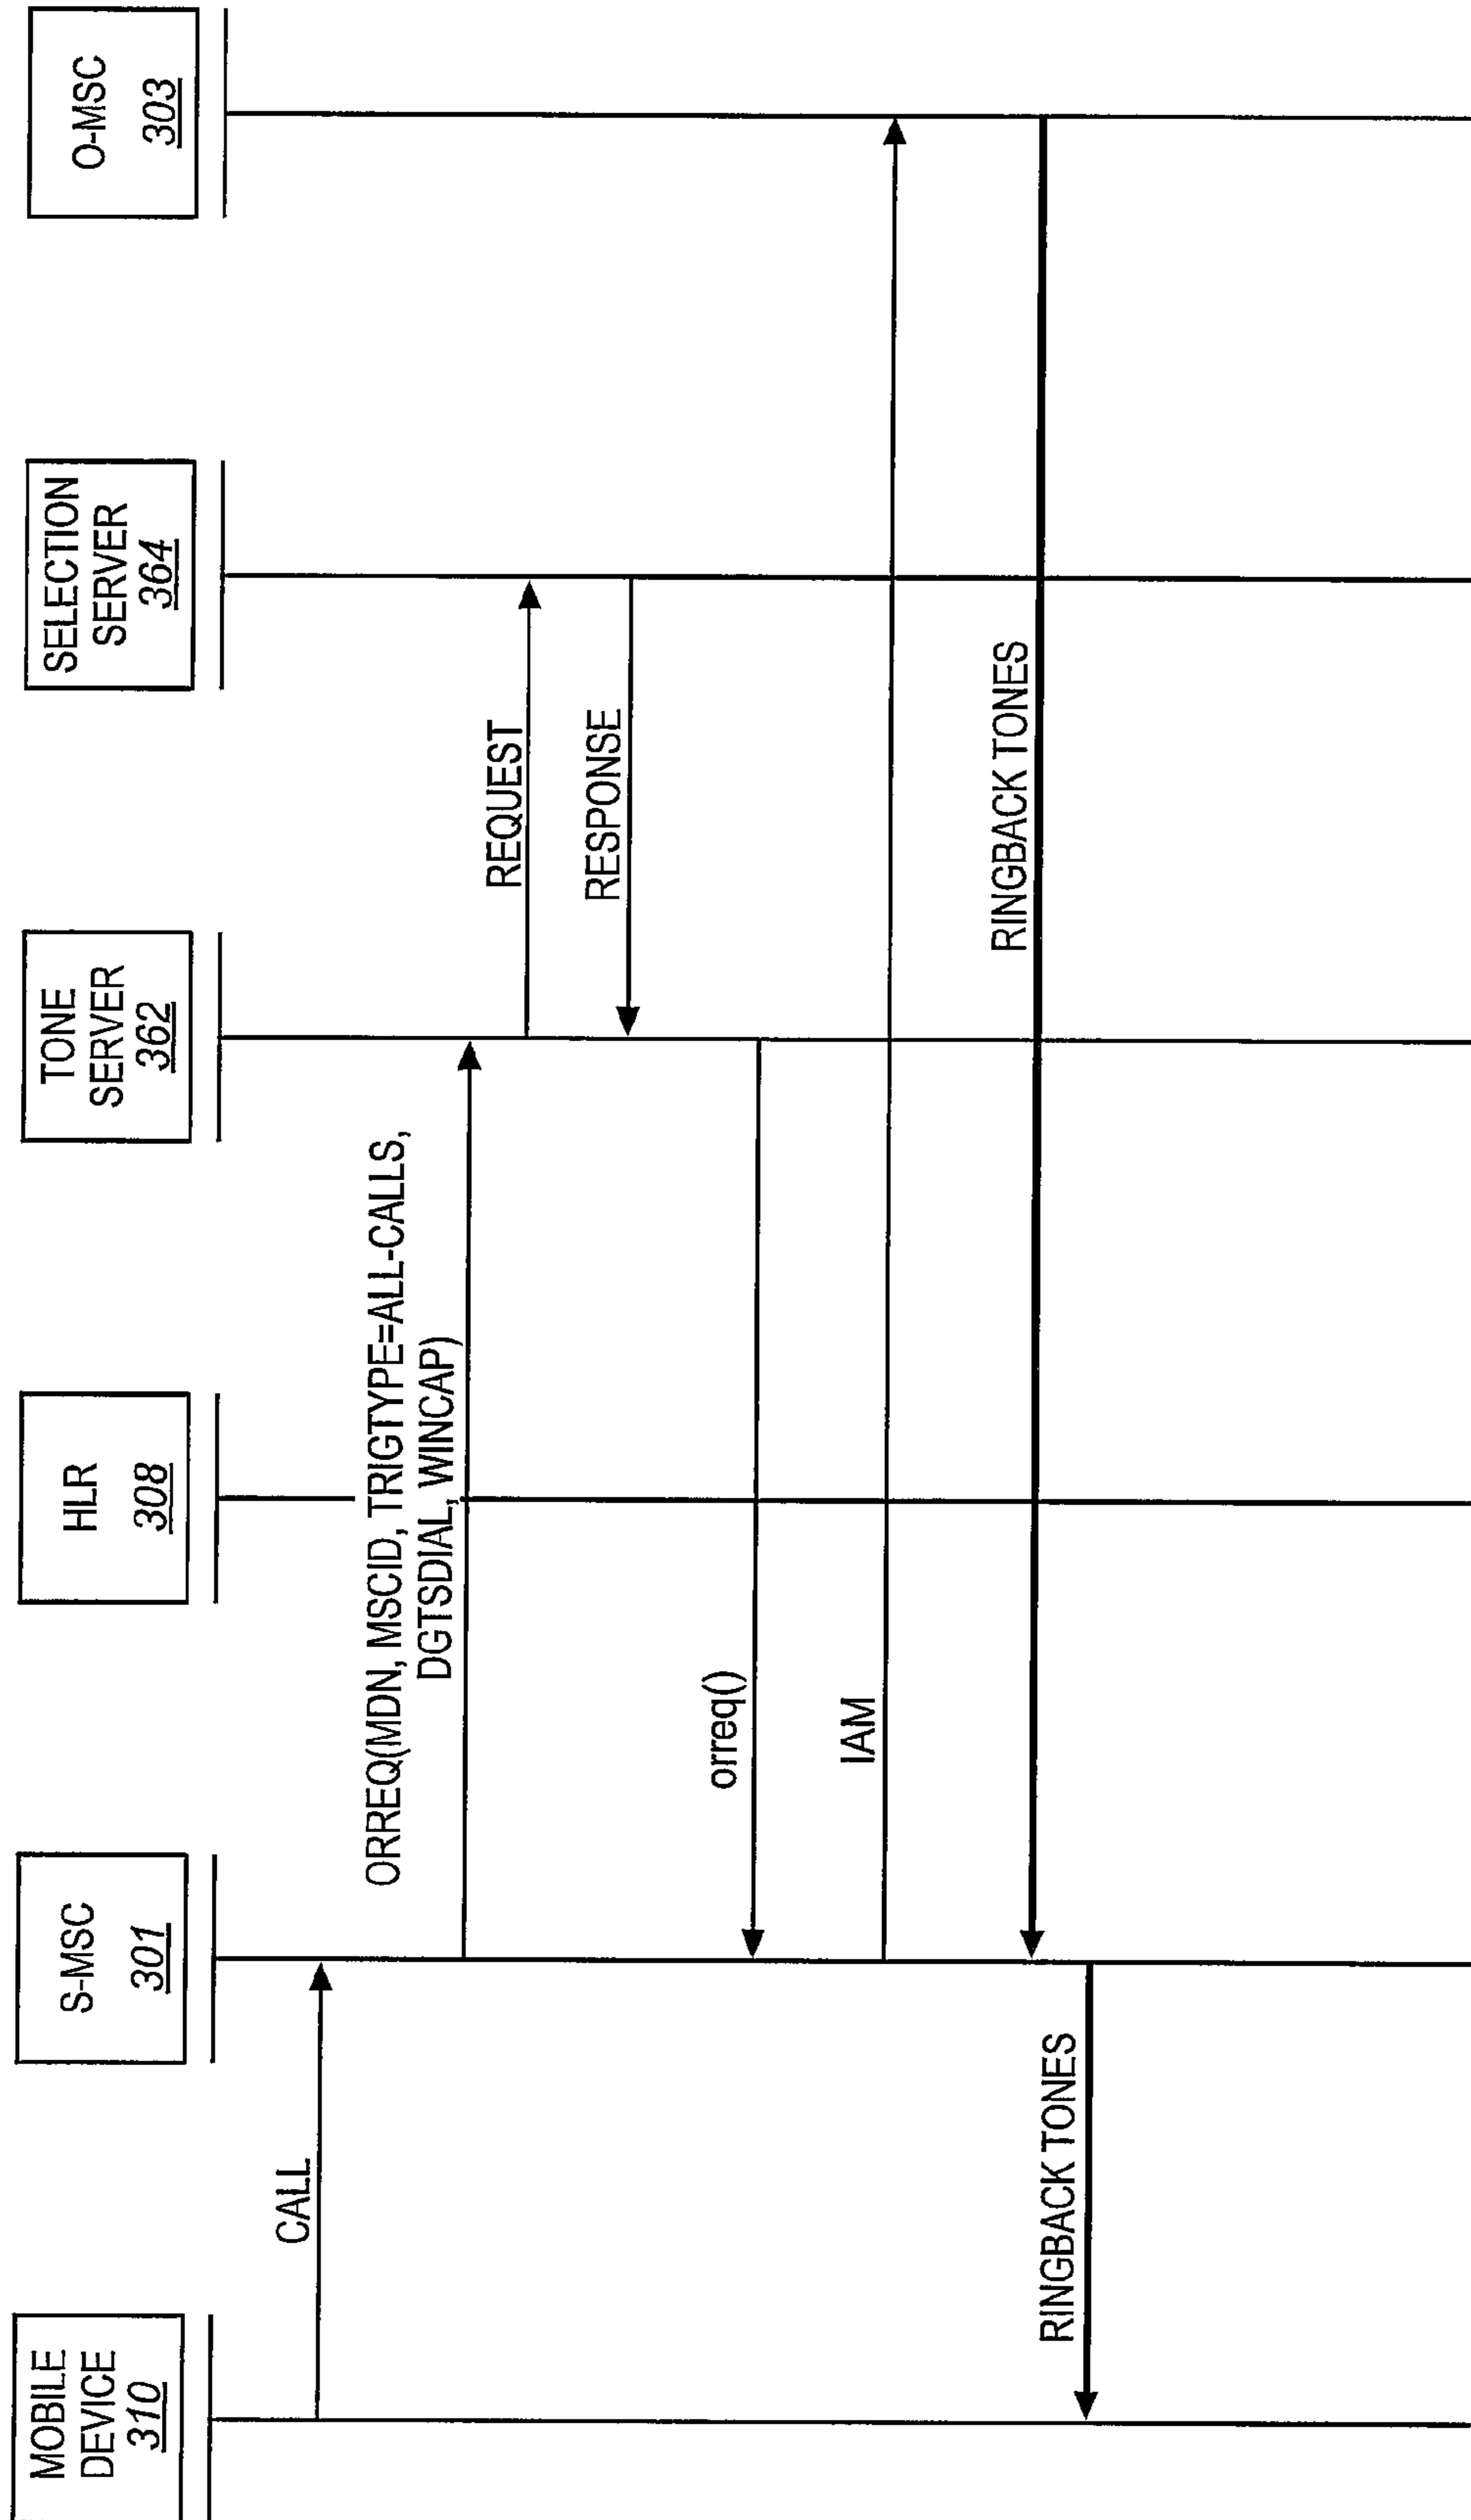 MOBILE
DEVICE
310
S-MSC
301
HLR
308
TONE
SERVER
362
SELECTION
SERVER
364
O-MSC
303
CALL
ORREQ(MDN, MSCID, TRIGTYPE=ALL-CALLS,
DGTSDIAL, WINCAP)
REQUEST
RESPONSE
orreq()
IAM
RINGBACK TONES
RINGBACK TONES